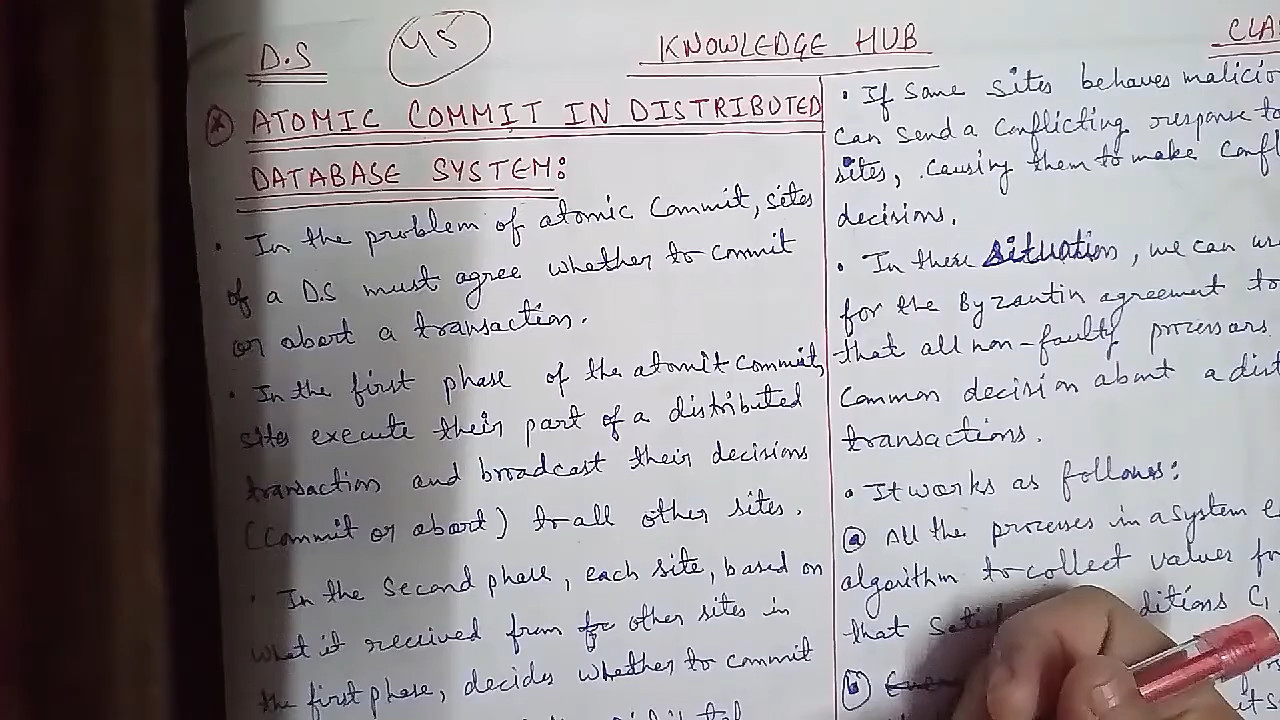 D.S
45
KNOWLEDGE HUB
CLA
ATOMIC COMMIT IN DISTRIBUTED
DATABASE SYSTEM:
• In the problem of atomic Commit, sites
of a D.S must agree whether to commit
or abort a transaction.
• In the first phase of the atomit commit,
sites execute their part of a distributed
transaction and broadcast their decisions
(Commit or abort) to all other sites.
• In the Second phase, each site, based on
what it received from other sites in
the first phase, decides whether to commit
• If Some sites behaves malicio
can send a conflicting response to
sites, causing them to make confl
decisions.
• In these situation, we can us
for the Byzantin agreement to
that all non-faulty processors
Common decision about a dist
transactions.
• It works as follows:
(a) All the processes in a system e
algorithm to collect values fo
that ditions C1
(b)